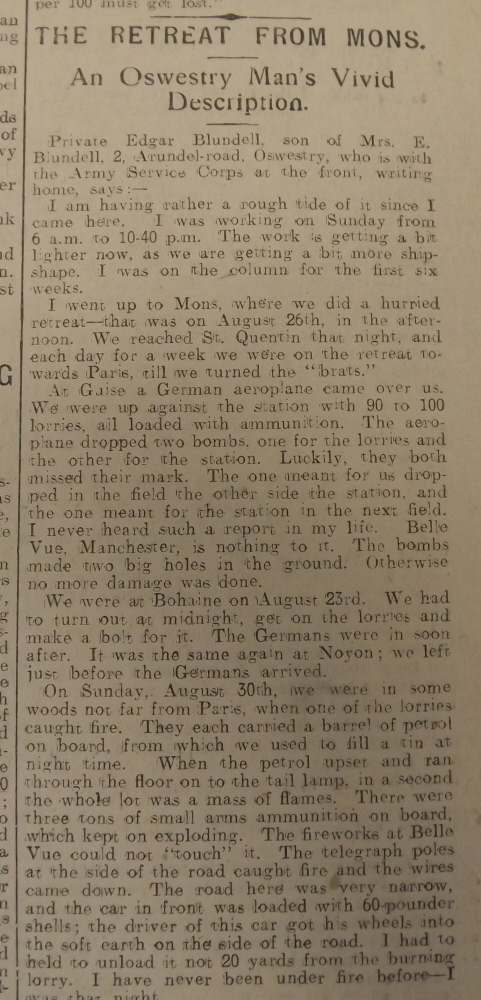 per 100 must get lost."
THE RETREAT FROM MONS.
An Oswestry Man's Vivid
Description.
Private Edgar Blundell, son of Mrs. E.
Blundell, 2, Arundel-road, Oswestry, who is with
the Army Service Corps at the front, writing
home, says:—
I am having rather a rough tide of it since I
came here. I was working on Sunday from
6 a.m. to 10-40 p.m. The work is getting a bit
lighter now, as we are getting a bit more ship-
shape. I was on the column for the first six
weeks.
I went up to Mons, where we did a hurried
retreat—that was on August 26th, in the after-
noon. We reached St. Quentin that night, and
each day for a week we were on the retreat to-
wards Paris, till we turned the "brats."
At Guise a German aeroplane came over us.
We were up against the station with 90 to 100
lorries, all loaded with ammunition. The aero-
plane dropped two bombs, one for the lorries and
the other for the station. Luckily, they both
missed their mark. The one meant for us drop-
ped in the field the other side the station, and
the one meant for the station in the next field.
I never heard such a report in my life. Belle
Vue, Manchester, is nothing to it. The bombs
made two big holes in the ground. Otherwise
no more damage was done.
We were at Bohaine on August 23rd. We had
to turn out at midnight, get on the lorries and
make a bolt for it. The Germans were in soon
after. It was the same again at Noyon; we left
just before the Germans arrived.
On Sunday, August 30th, we were in some
woods not far from Paris, when one of the lorries
caught fire. They each carried a barrel of petrol
on board, from which we used to fill a tin at
night time. When the petrol upset and ran
through the floor on to the tail lamp, in a second
the whole lot was a mass of flames. There were
three tons of small arms ammunition on board,
which kept on exploding. The fireworks at Belle
Vue could not "touch" it. The telegraph poles
at the side of the road caught fire and the wires
came down. The road here was very narrow,
and the car in front was loaded with 60-pounder
shells; the driver of this car got his wheels into
the soft earth on the side of the road. I had to
held to unload it not 20 yards from the burning
lorry. I have never been under fire before—I
was that night